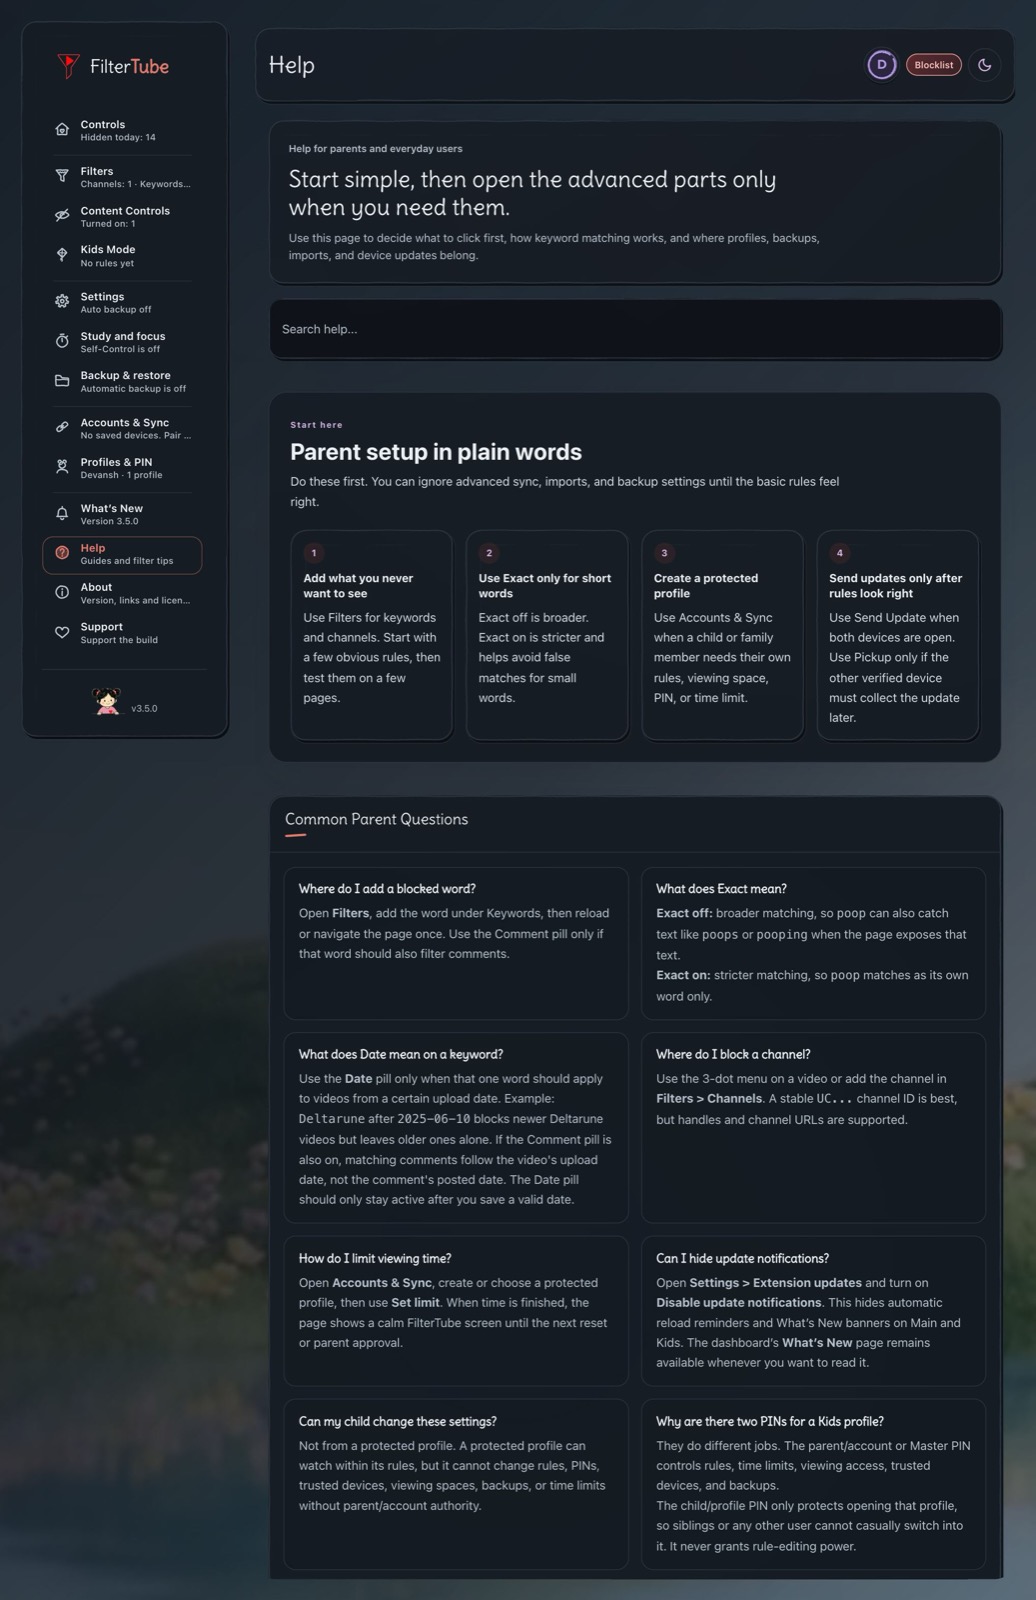 FilterTube
Controls
Hidden today: 14
Filters
Channels: 1 · Keywords...
Content Controls
Turned on: 1
Kids Mode
No rules yet
Settings
Auto backup off
Study and focus
Self-Control is off
Backup & restore
Automatic backup is off
Accounts & Sync
No saved devices. Pair ...
Profiles & PIN
Devansh · 1 profile
What's New
Version 3.5.0
Help
Guides and filter tips
About
Version, links and licen...
Support
Support the build
v3.5.0
Help
D
Blocklist
Help for parents and everyday users
Start simple, then open the advanced parts only
when you need them.
Use this page to decide what to click first, how keyword matching works, and where profiles, backups,
imports, and device updates belong.
Search help...
Start here
Parent setup in plain words
Do these first. You can ignore advanced sync, imports, and backup settings until the basic rules feel
right.
1
Add what you never
want to see
Use Filters for keywords
and channels. Start with
a few obvious rules, then
test them on a few
pages.
2
Use Exact only for short
words
Exact off is broader.
Exact on is stricter and
helps avoid false
matches for small
words.
3
Create a protected
profile
Use Accounts & Sync
when a child or family
member needs their own
rules, viewing space,
PIN, or time limit.
4
Send updates only after
rules look right
Use Send Update when
both devices are open.
Use Pickup only if the
other verified device
must collect the update
later.
Common Parent Questions
Where do I add a blocked word?
Open Filters, add the word under Keywords, then reload
or navigate the page once. Use the Comment pill only if
that word should also filter comments.
What does Exact mean?
Exact off: broader matching, so poop can also catch
text like poops or pooping when the page exposes that
text.
Exact on: stricter matching, so poop matches as its own
word only.
What does Date mean on a keyword?
Use the Date pill only when that one word should apply
to videos from a certain upload date. Example:
Deltarune after 2025-06-10 blocks newer Deltarune
videos but leaves older ones alone. If the Comment pill is
also on, matching comments follow the video's upload
date, not the comment's posted date. The Date pill
should only stay active after you save a valid date.
Where do I block a channel?
Use the 3-dot menu on a video or add the channel in
Filters > Channels. A stable UC... channel ID is best,
but handles and channel URLs are supported.
How do I limit viewing time?
Open Accounts & Sync, create or choose a protected
profile, then use Set limit. When time is finished, the
page shows a calm FilterTube screen until the next reset
or parent approval.
Can I hide update notifications?
Open Settings > Extension updates and turn on
Disable update notifications. This hides automatic
reload reminders and What's New banners on Main and
Kids. The dashboard's What's New page remains
available whenever you want to read it.
Can my child change these settings?
Not from a protected profile. A protected profile can
watch within its rules, but it cannot change rules, PINs,
trusted devices, viewing spaces, backups, or time limits
without parent/account authority.
Why are there two PINs for a Kids profile?
They do different jobs. The parent/account or Master PIN
controls rules, time limits, viewing access, trusted
devices, and backups.
The child/profile PIN only protects opening that profile,
so siblings or any other user cannot casually switch into
it. It never grants rule-editing power.